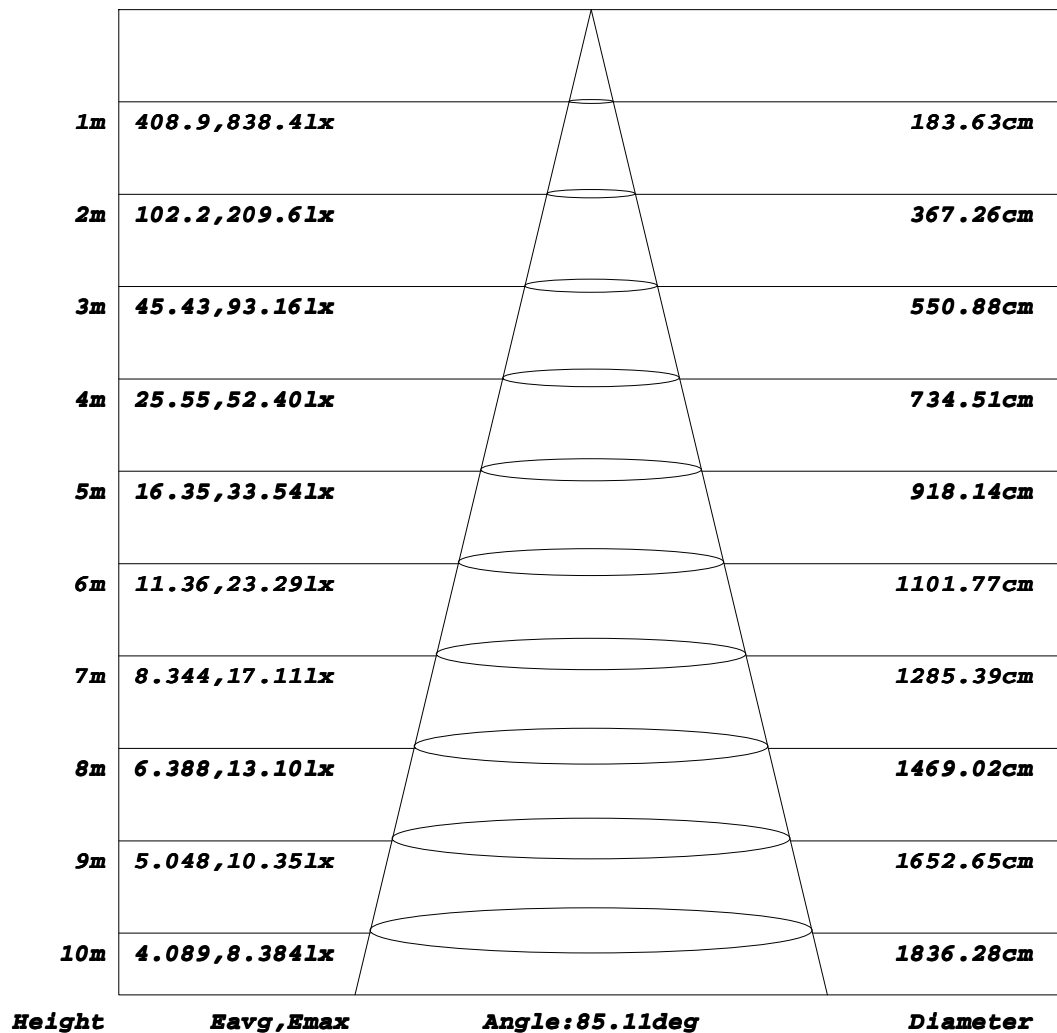 1m 408.9,838.4lx 183.63cm
2m 102.2,209.6lx 367.26cm
3m 45.43,93.16lx 550.88cm
4m 25.55,52.40lx 734.51cm
5m 16.35,33.54lx 918.14cm
6m 11.36,23.29lx 1101.77cm
7m 8.344,17.11lx 1285.39cm
8m 6.388,13.10lx 1469.02cm
9m 5.048,10.35lx 1652.65cm
10m 4.089,8.384lx 1836.28cm
Height Eavg,Emax Angle:85.11deg Diameter